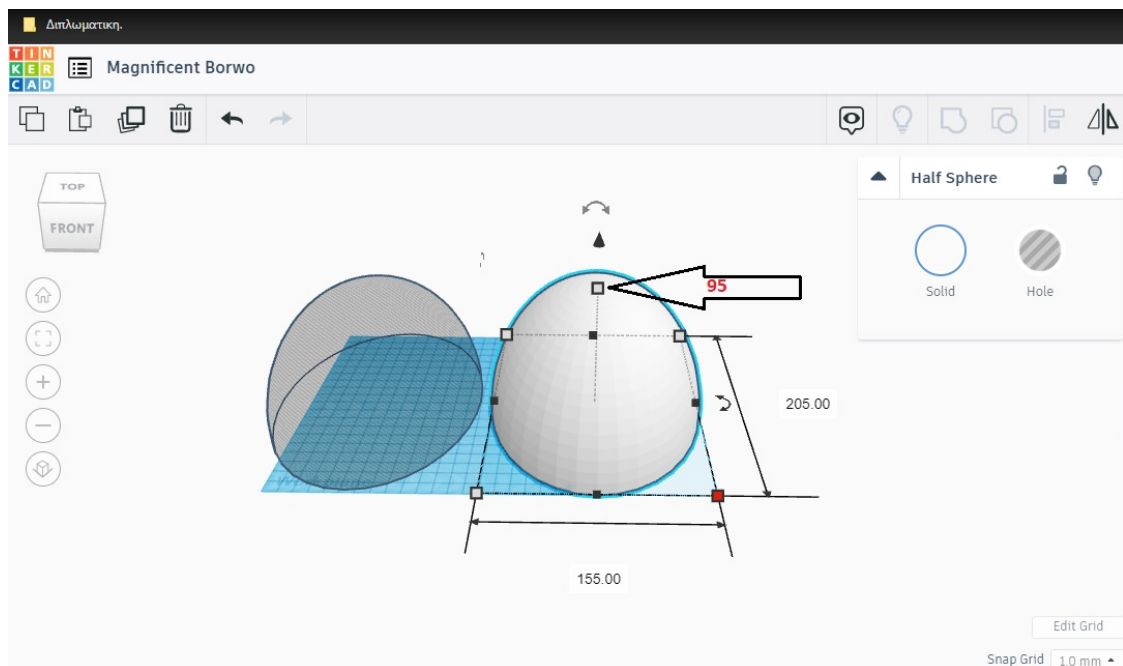 Διπλωματικη.
TIN
KER
CAD
Magnificent Borwo
TOP
FRONT
Half Sphere
Solid
Hole
95
205.00
155.00
Edit Grid
Snap Grid 1.0 mm